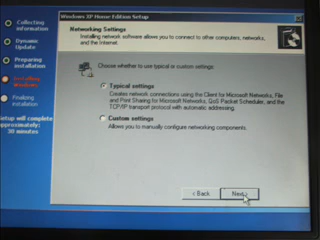 Windows XP Home Edition Setup
Collecting
information
Dynamic
Update
Preparing
installation
Installing
Windows
Finalizing
installation
Setup will complete
approximately:
30 minutes
Networking Settings
Installing network software allows you to connect to other computers, networks,
and the Internet.
Choose whether to use typical or custom settings:
Typical settings
Creates network connections using the Client for Microsoft Networks, File
and Print Sharing for Microsoft Networks, QoS Packet Scheduler, and the
TCP/IP transport protocol with automatic addressing.
Custom settings
Allows you to manually configure networking components.
< Back
Next >